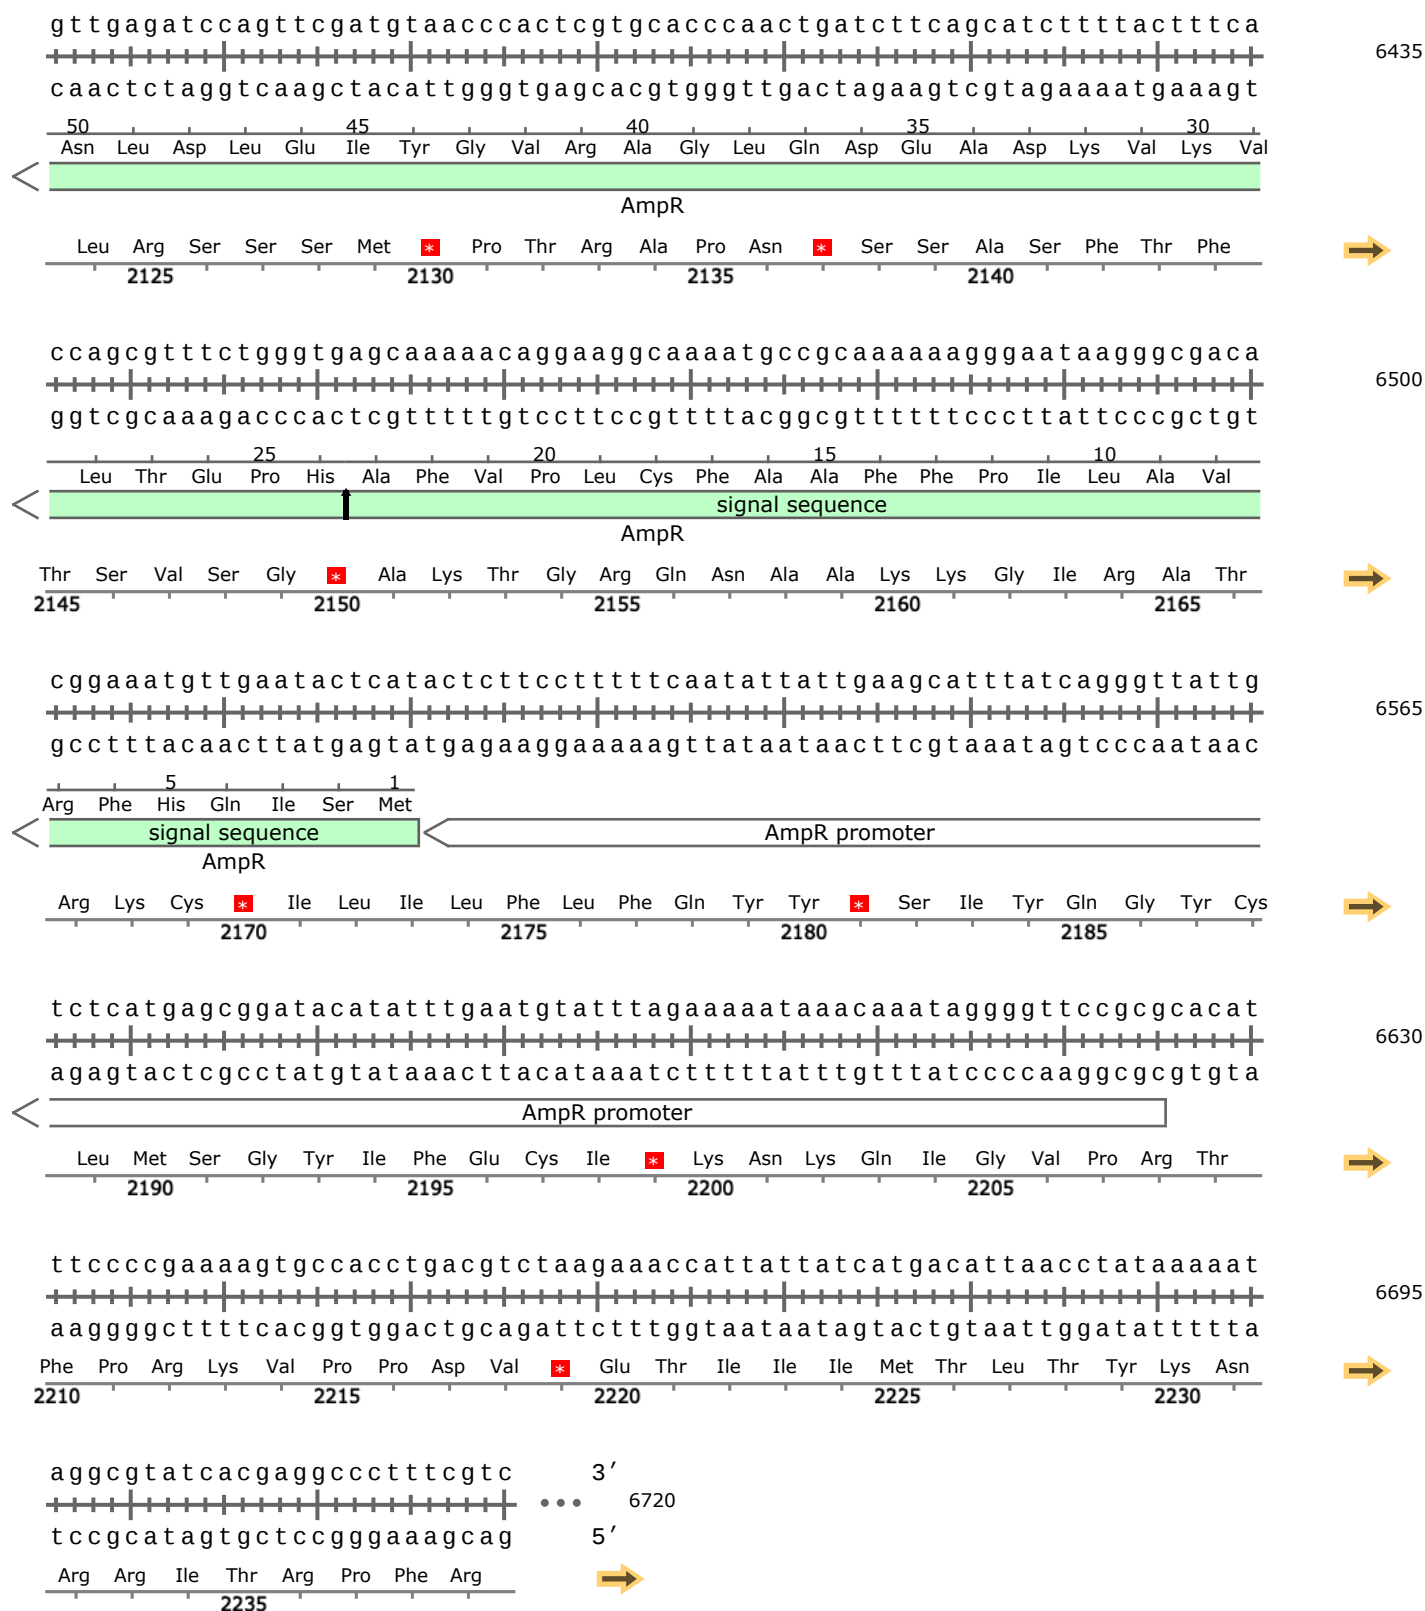 gttgagatccagttcgatgtaacccactcgtgcacccaactgatcttcagcatcttttactttca 6435
caactctaggtcaagctacattgggtgagcacgtgggttgactagaagtcgtagaaaatgaaagt
50 45 40 35 30
Asn Leu Asp Leu Glu Ile Tyr Gly Val Arg Ala Gly Leu Gln Asp Glu Ala Asp Lys Val Lys Val
AmpR
Leu Arg Ser Ser Ser Met * Pro Thr Arg Ala Pro Asn * Ser Ser Ala Ser Phe Thr Phe
2125 2130 2135 2140
ccagcgtttctgggtgagcaaaaacaggaaggcaaaatgccgcaaaaaagggaataagggcgaca 6500
ggtcgcaaagacccactcgtttttgtccttccgttttacggcgttttttcccttattcccgctgt
25 20 15 10
Leu Thr Glu Pro His Ala Phe Val Pro Leu Cys Phe Ala Ala Phe Phe Pro Ile Leu Ala Val
signal sequence
AmpR
Thr Ser Val Ser Gly * Ala Lys Thr Gly Arg Gln Asn Ala Ala Lys Lys Gly Ile Arg Ala Thr
2145 2150 2155 2160 2165
cggaaatgttgaatactcatactcttcctttttcaatattattgaagcatttatcagggttattg 6565
gcctttacaacttatgagtatgagaaggaaaaagttataataacttcgtaaatagtcccaataac
5 1
Arg Phe His Gln Ile Ser Met
signal sequence AmpR promoter
AmpR
Arg Lys Cys * Ile Leu Ile Leu Phe Leu Phe Gln Tyr Tyr * Ser Ile Tyr Gln Gly Tyr Cys
2170 2175 2180 2185
tctcatgagcggatacatatttgaatgtatttagaaaaataaacaaataggggttccgcgcacat 6630
agagtactcgcctatgtataaacttacataaatctttttatttgtttatccccaaggcgcgtgta
AmpR promoter
Leu Met Ser Gly Tyr Ile Phe Glu Cys Ile * Lys Asn Lys Gln Ile Gly Val Pro Arg Thr
2190 2195 2200 2205
ttccccgaaaagtgccacctgacgtctaagaaaccattattatcatgacattaacctataaaaat 6695
aaggggcttttcacggtggactgcagattctttggtaataatagtactgtaattggatattttta
Phe Pro Arg Lys Val Pro Pro Asp Val * Glu Thr Ile Ile Ile Met Thr Leu Thr Tyr Lys Asn
2210 2215 2220 2225 2230
aggcgtatcacgaggccctttcgtc 3′
6720
tccgcatagtgctccgggaaagcag 5′
Arg Arg Ile Thr Arg Pro Phe Arg
2235